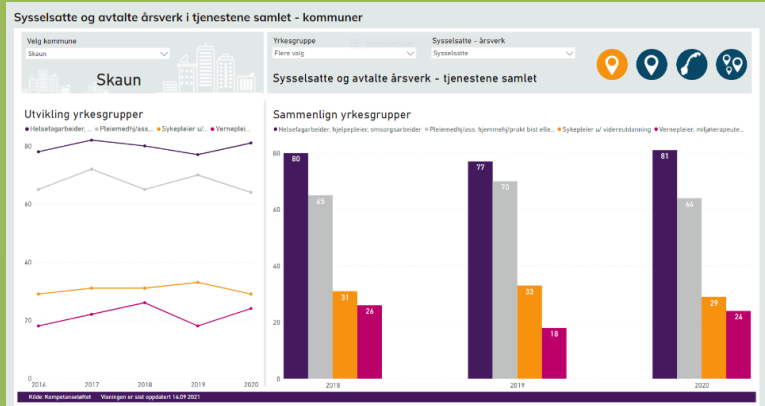 Sysselsatte og avtalte årsverk i tjenestene samlet - kommuner
Velg kommune
Skaun
Skaun
Yrkesgruppe
Flere valg
Sysselsatte - årsverk
Sysselsatte
Sysselsatte og avtalte årsverk - tjenestene samlet
Utvikling yrkesgrupper
Helsefagarbeider, ... Pleiemedhj/ass... Sykepleier u/... Vernepleі...
80
60
40
20
0
2016 2017 2018 2019 2020
Sammenlign yrkesgrupper
Helsefagarbeider, hjelpepleier, omsorgsarbeider Pleiemedhj/ass. hjemmehj/prakt bist elle... Sykepleier u/ videreutdanning Vernepleier, miljøterapeute...
60
40
20
0
80 65 31 26
77 70 33 18
81 64 29 24
2018 2019 2020
Kilde: Kompetanseløftet Visningen er sist oppdatert 14.09 2021